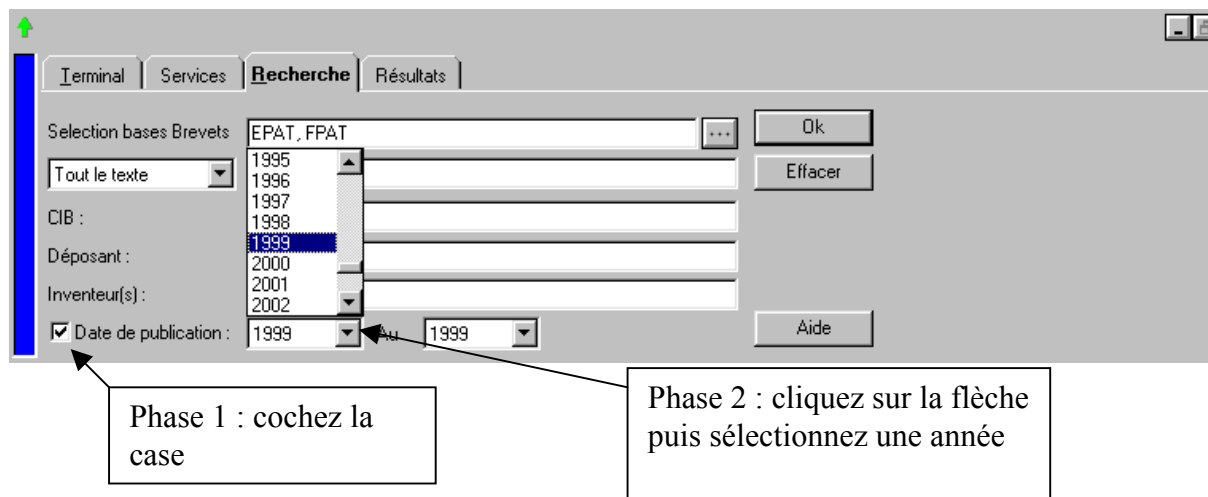 Terminal Services Recherche Résultats
Selection bases Brevets EPAT, FPAT ... Ok
Tout le texte Effacer
1995
1996
1997
1998
1999
2000
2001
2002
CIB :
Déposant :
Inventeur(s) :
Date de publication : 1999 Au 1999 Aide
Phase 1 : cochez la
case
Phase 2 : cliquez sur la flèche
puis sélectionnez une année